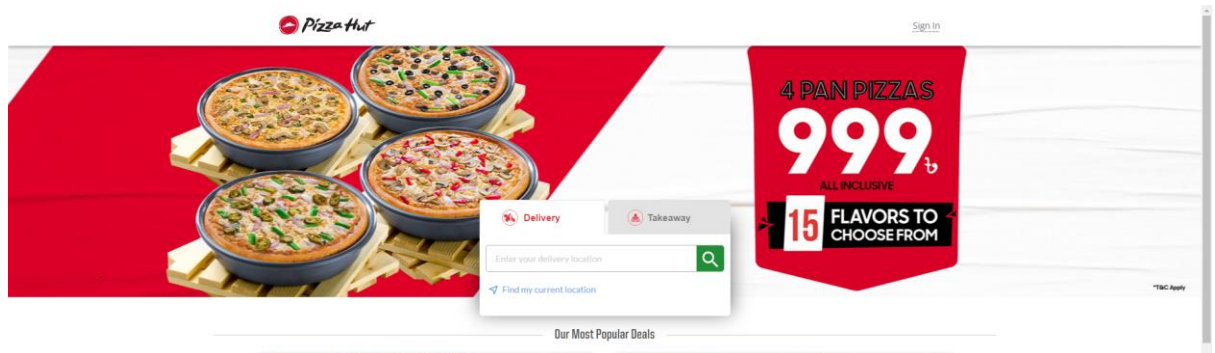 Pizza Hut
Sign In
4 PAN PIZZAS
999৳
ALL INCLUSIVE
15 FLAVORS TO
CHOOSE FROM
Delivery
Takeaway
Enter your delivery location
Find my current location
*T&C Apply
Our Most Popular Deals